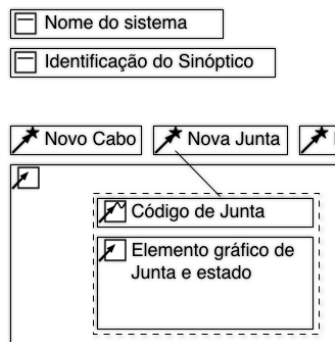 Nome do sistema
Identificação do Sinóptico
Novo Cabo
Nova Junta
Código de Junta
Elemento gráfico de
Junta e estado